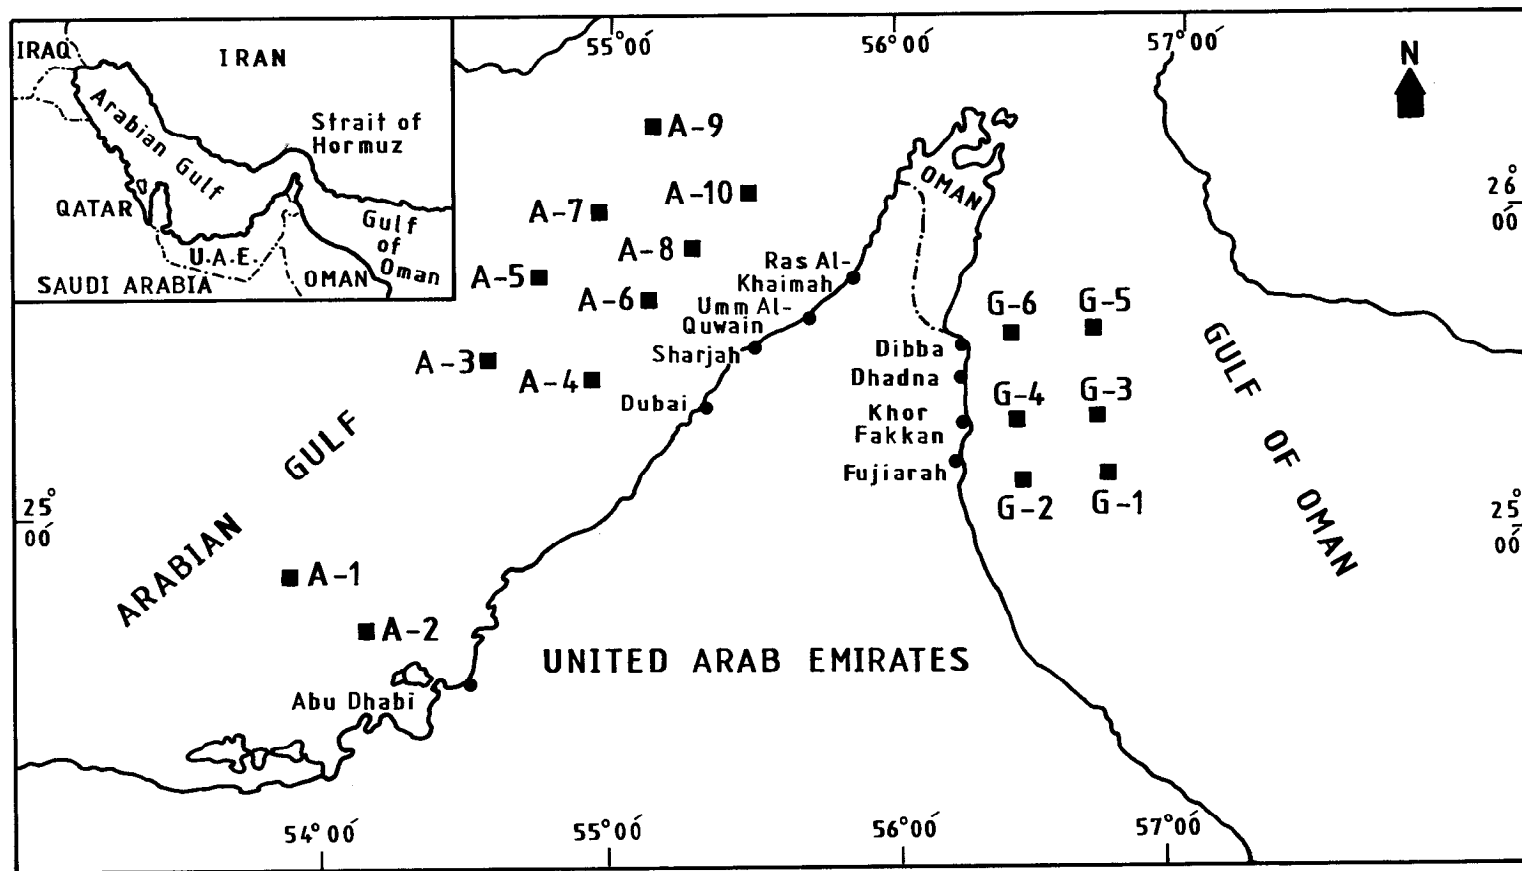 55°00'
56°00'
57°00'
IRAQ
IRAN
Arabian Gulf
Strait of
Hormuz
QATAR
U.A.E.
Gulf
of
Oman
SAUDI ARABIA
OMAN
N
A-9
A-10
A-7
A-8
A-5
A-6
A-3
A-4
A-1
A-2
OMAN
26°
00'
Ras Al-
Khaimah
Umm Al-
Quwain
Sharjah
Dubai
Dibba
Dhadna
Khor
Fakkan
Fujiarah
G-6
G-5
G-4
G-3
G-2
G-1
GULF OF OMAN
ARABIAN GULF
25°
00'
25°
00'
UNITED ARAB EMIRATES
Abu Dhabi
54°00'
55°00'
56°00'
57°00'